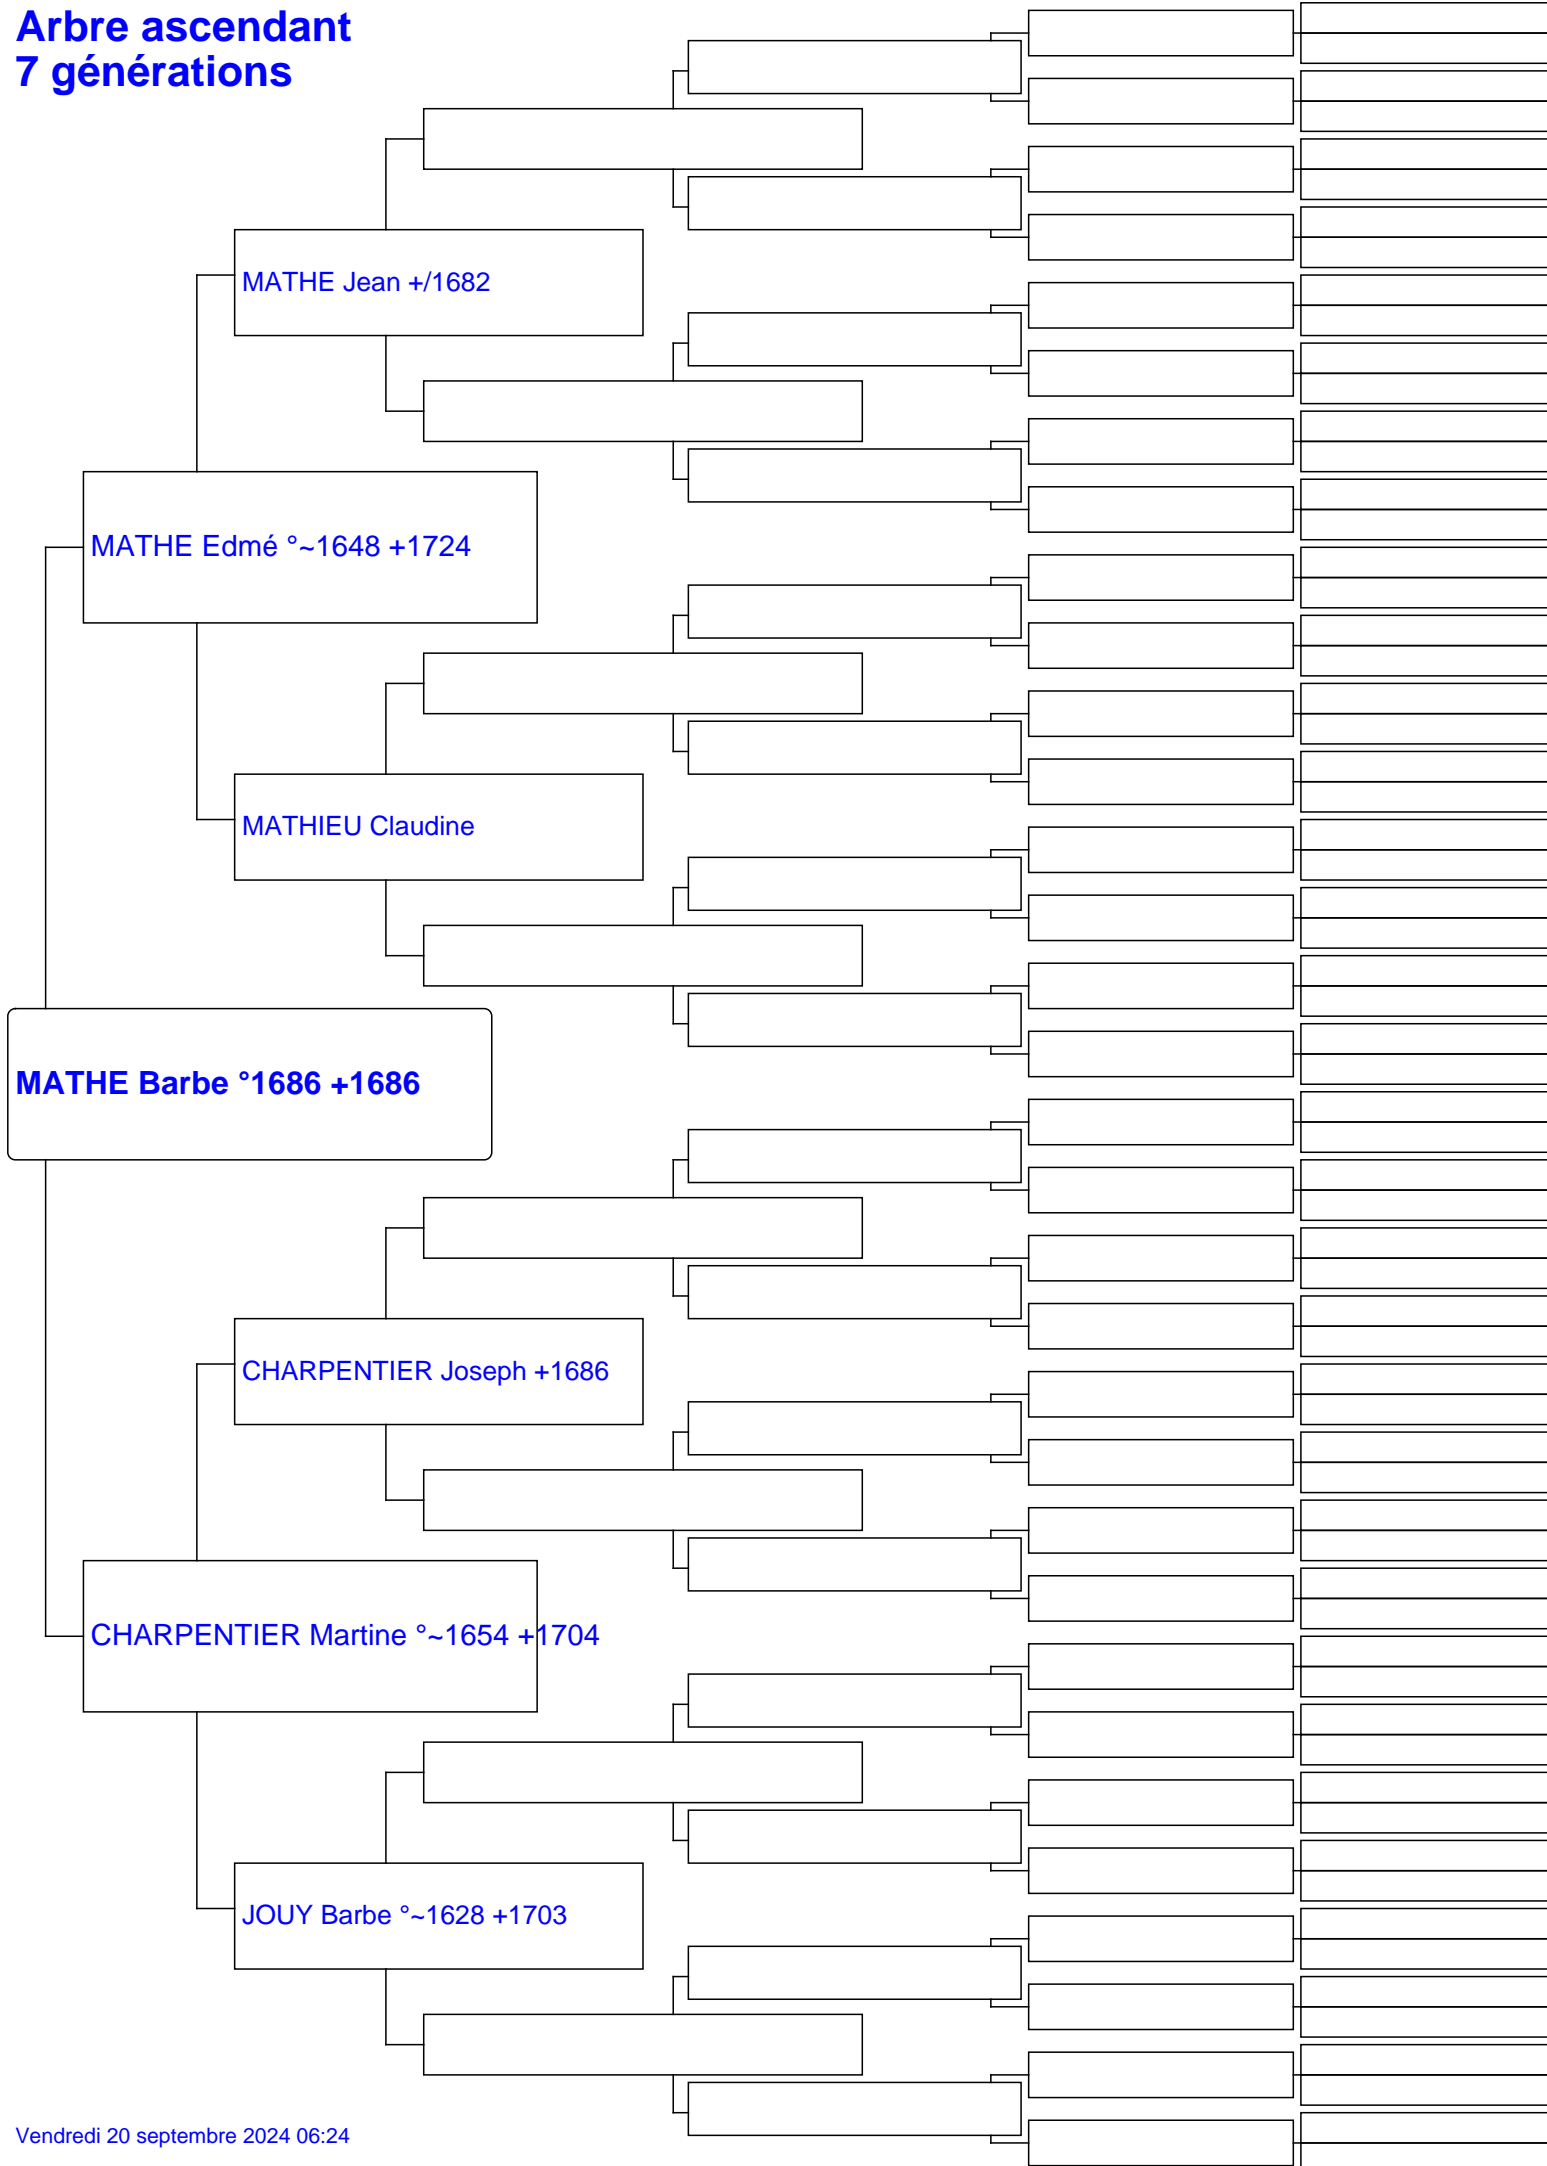 Arbre ascendant
7 générations
MATHE Jean +/1682
MATHE Edmé °~1648 +1724
MATHIEU Claudine
MATHE Barbe °1686 +1686
CHARPENTIER Joseph +1686
CHARPENTIER Martine °~1654 +1704
JOUY Barbe °~1628 +1703
Vendredi 20 septembre 2024 06:24